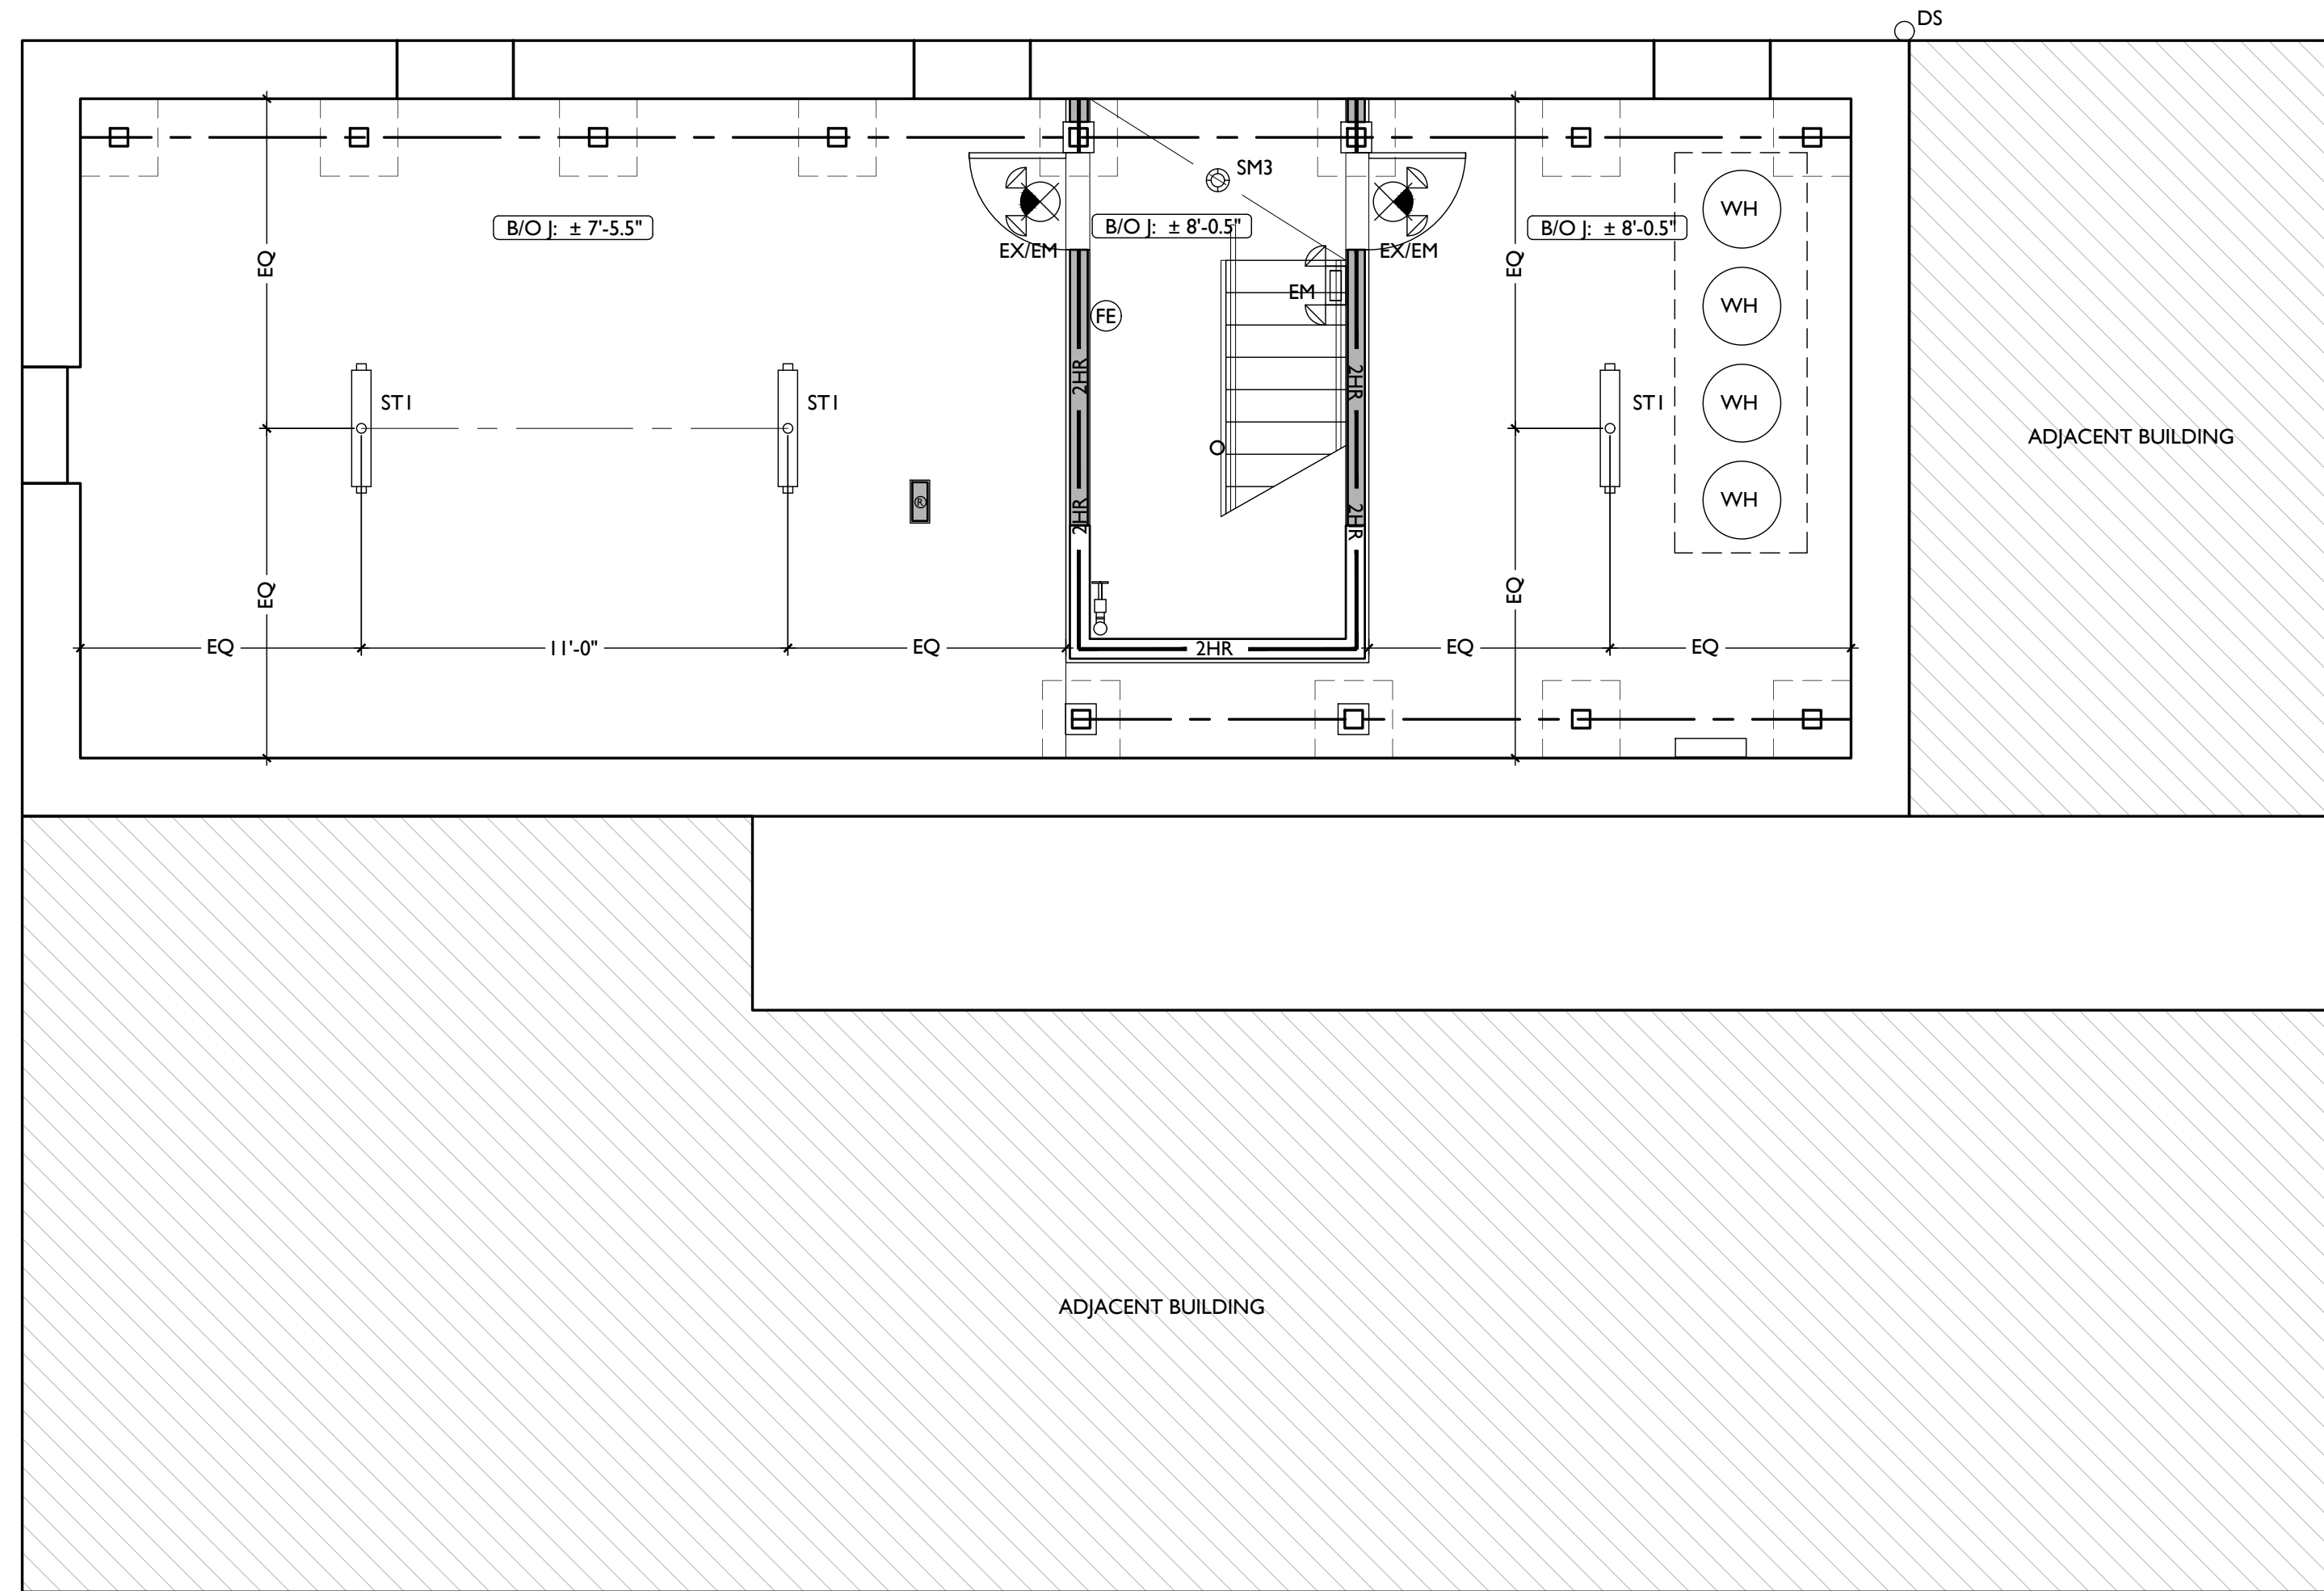 DS
SM3
B/O J: ± 7'-5.5"
B/O J: ± 8'-0.5"
B/O J: ± 8'-0.5"
WH
EX/EM
EX/EM
EQ
EQ
EM
WH
FE
2HR
2HR
ST1
ST1
ST1
WH
ADJACENT BUILDING
WH
®
2HR
2HR
EQ
EQ
EQ
11'-0"
EQ
2HR
EQ
EQ
ADJACENT BUILDING